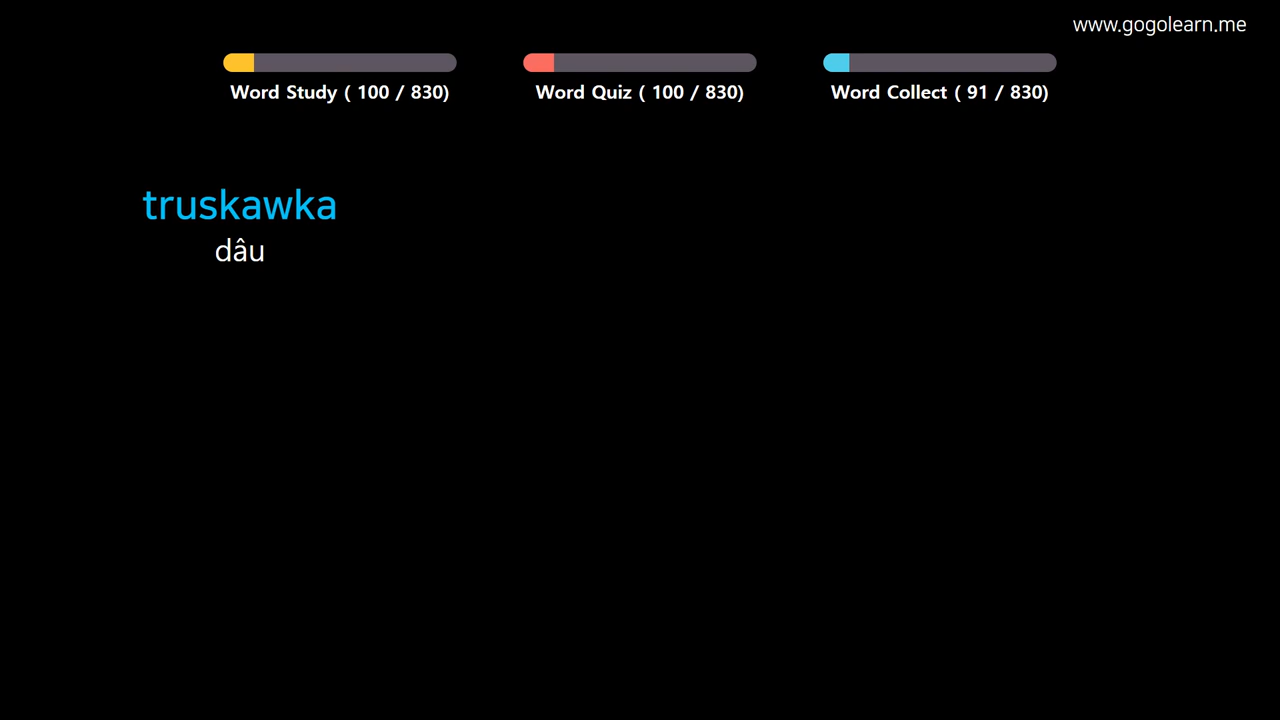 www.gogolearn.me
Word Study ( 100 / 830)
Word Quiz ( 100 / 830)
Word Collect ( 91 / 830)
truskawka
dâu